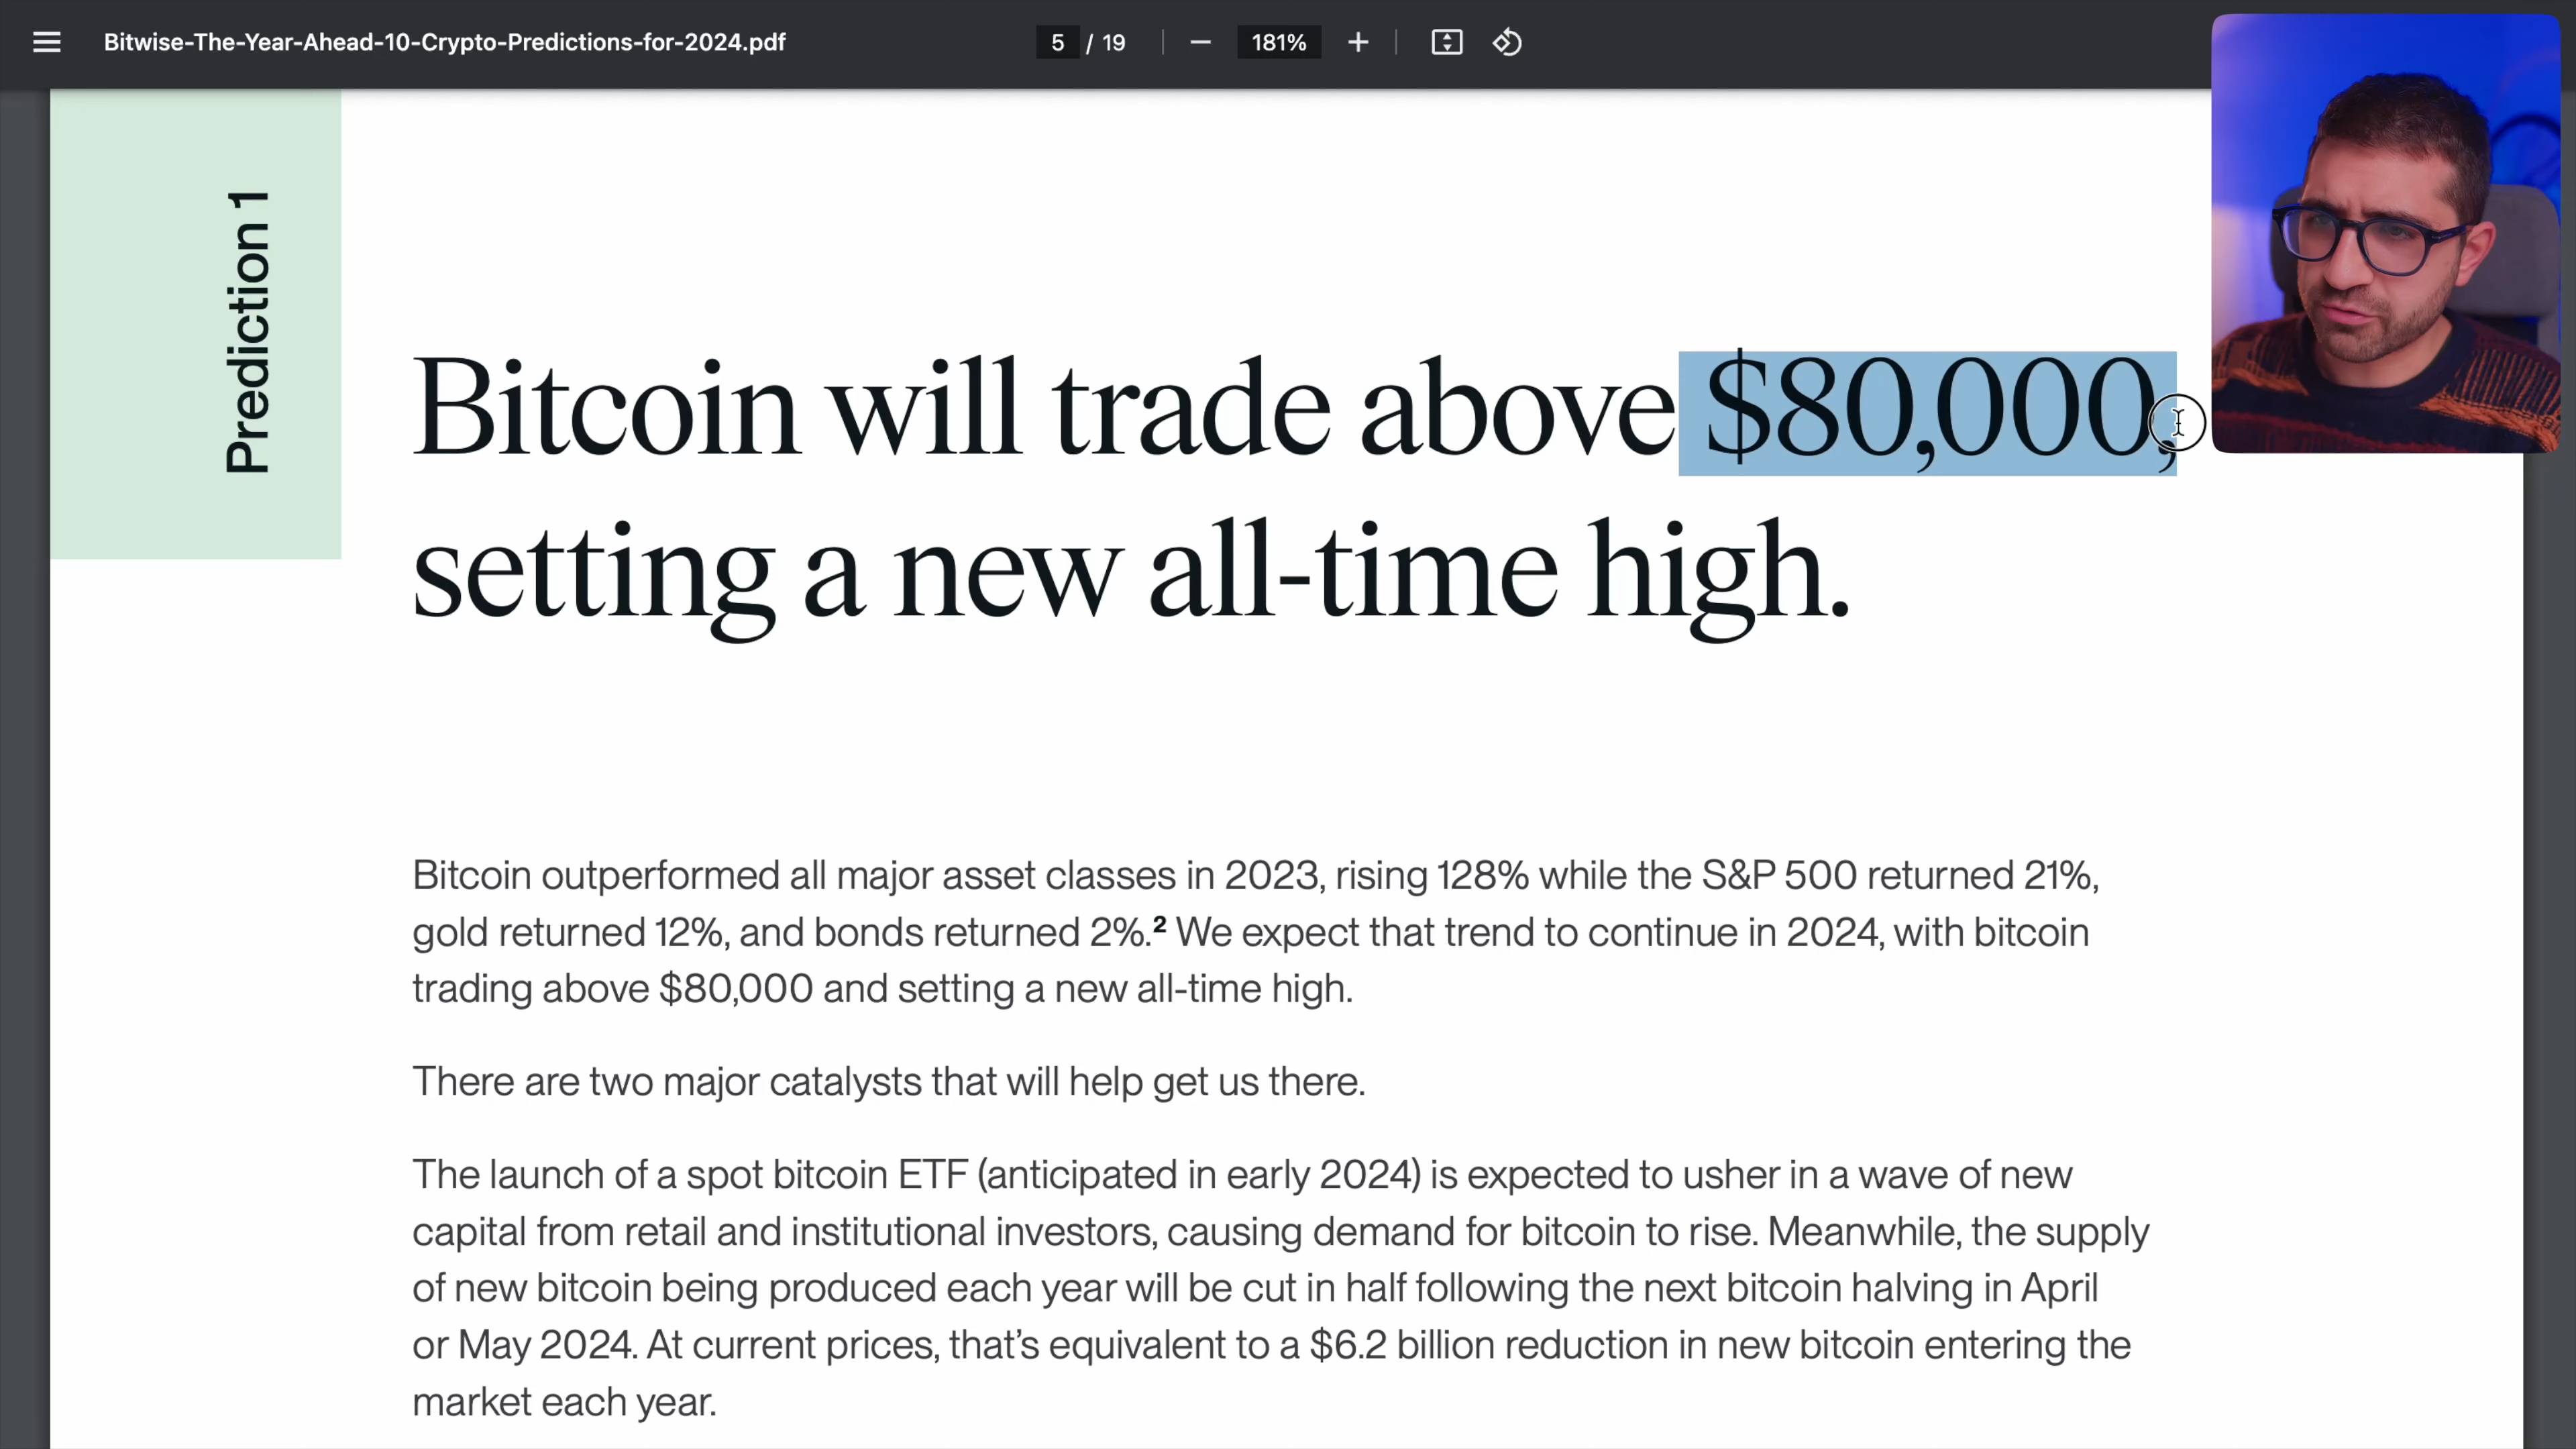 Bitwise-The-Year-Ahead-10-Crypto-Predictions-for-2024.pdf
5 / 19
181%
Prediction 1
Bitcoin will trade above $80,000,
setting a new all-time high.
Bitcoin outperformed all major asset classes in 2023, rising 128% while the S&P 500 returned 21%,
gold returned 12%, and bonds returned 2%.² We expect that trend to continue in 2024, with bitcoin
trading above $80,000 and setting a new all-time high.
There are two major catalysts that will help get us there.
The launch of a spot bitcoin ETF (anticipated in early 2024) is expected to usher in a wave of new
capital from retail and institutional investors, causing demand for bitcoin to rise. Meanwhile, the supply
of new bitcoin being produced each year will be cut in half following the next bitcoin halving in April
or May 2024. At current prices, that’s equivalent to a $6.2 billion reduction in new bitcoin entering the
market each year.